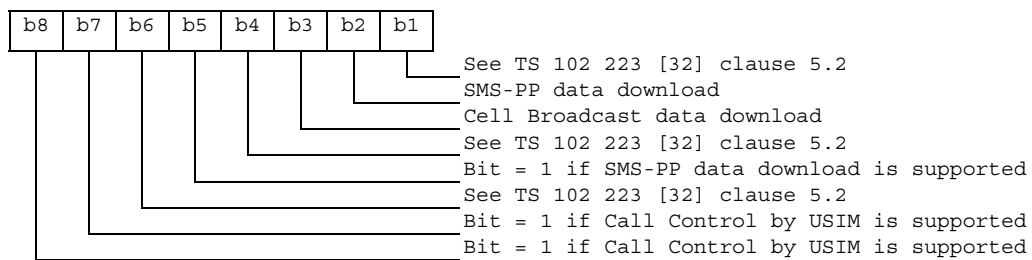 b8 b7 b6 b5 b4 b3 b2 b1
See TS 102 223 [32] clause 5.2
SMS-PP data download
Cell Broadcast data download
See TS 102 223 [32] clause 5.2
Bit = 1 if SMS-PP data download is supported
See TS 102 223 [32] clause 5.2
Bit = 1 if Call Control by USIM is supported
Bit = 1 if Call Control by USIM is supported